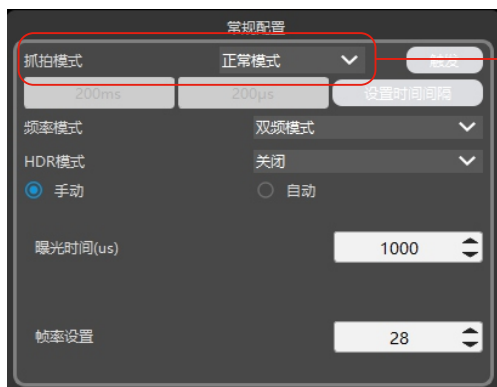 常规配置
抓拍模式 正常模式 触发
200ms 200μs 设置时间间隔
频率模式 双频模式
HDR模式 关闭
手动 自动
曝光时间(us) 1000
帧率设置 28